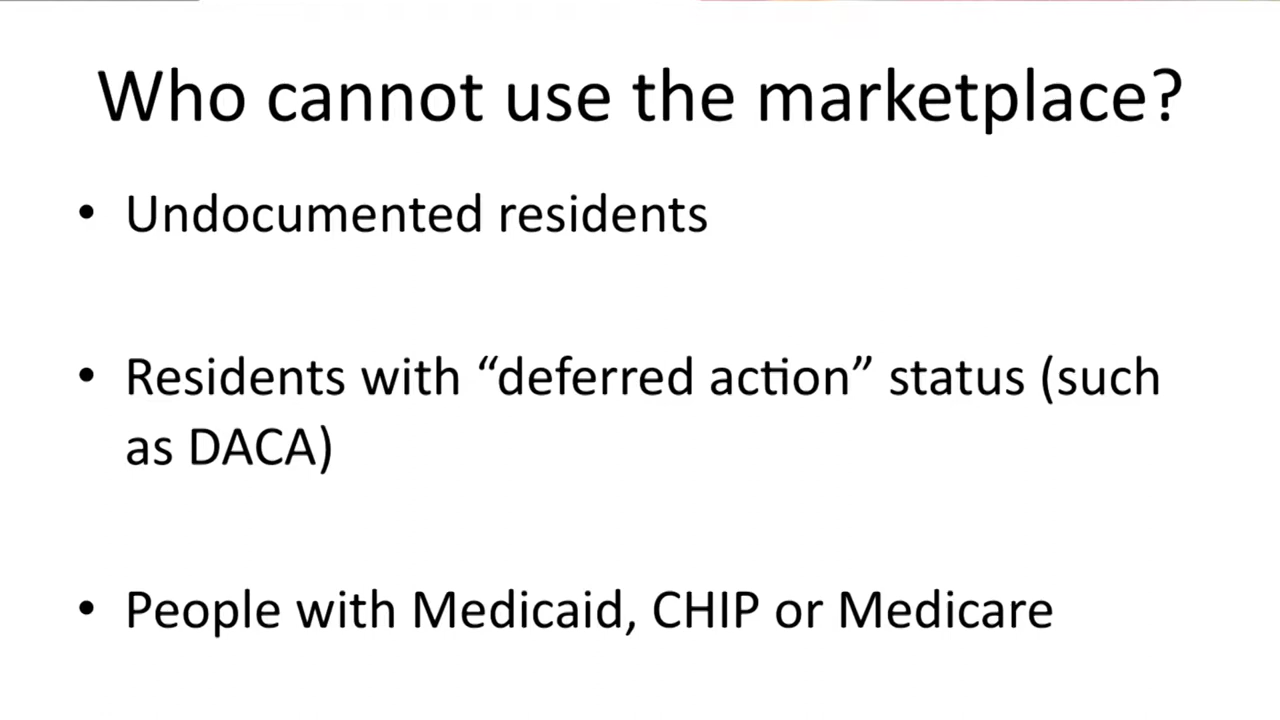 Who cannot use the marketplace?
• Undocumented residents
• Residents with “deferred action” status (such
as DACA)
• People with Medicaid, CHIP or Medicare